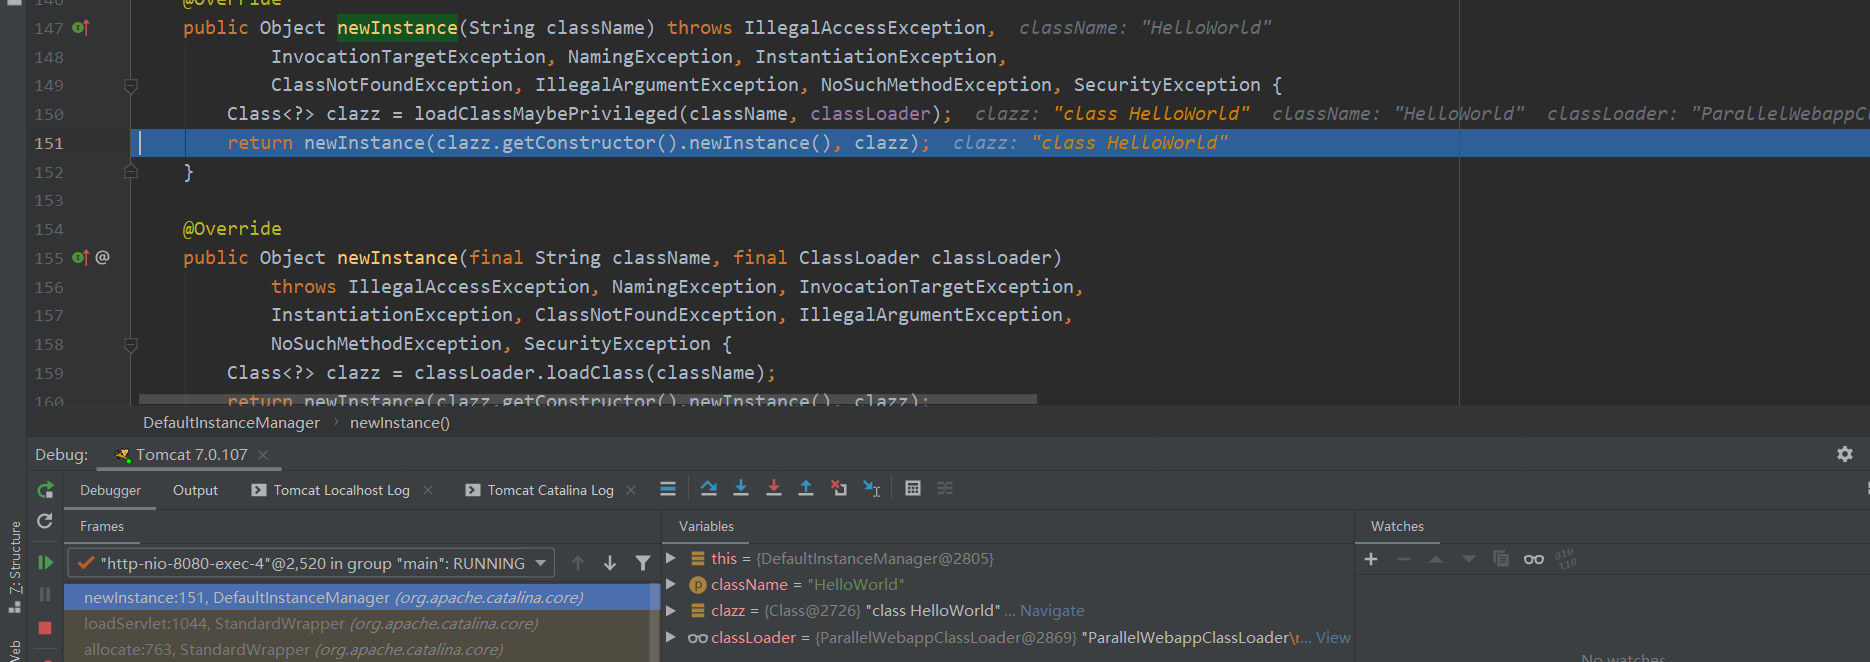 146 @Override
147 public Object newInstance(String className) throws IllegalAccessException, className: "HelloWorld"
148 InvocationTargetException, NamingException, InstantiationException,
149 ClassNotFoundException, IllegalArgumentException, NoSuchMethodException, SecurityException {
150 Class<?> clazz = loadClassMaybePrivileged(className, classLoader); clazz: "class HelloWorld" className: "HelloWorld" classLoader: "ParallelWebappCl
151 return newInstance(clazz.getConstructor().newInstance(), clazz); clazz: "class HelloWorld"
152 }
153
154 @Override
155 @ public Object newInstance(final String className, final ClassLoader classLoader)
156 throws IllegalAccessException, NamingException, InvocationTargetException,
157 InstantiationException, ClassNotFoundException, IllegalArgumentException,
158 NoSuchMethodException, SecurityException {
159 Class<?> clazz = classLoader.loadClass(className);
160 return newInstance(clazz.getConstructor().newInstance(), clazz);
DefaultInstanceManager › newInstance()
Debug: Tomcat 7.0.107
Debugger Output Tomcat Localhost Log Tomcat Catalina Log
Frames Variables Watches
"http-nio-8080-exec-4"@2,520 in group "main": RUNNING
newInstance:151, DefaultInstanceManager (org.apache.catalina.core)
loadServlet:1044, StandardWrapper (org.apache.catalina.core)
allocate:763, StandardWrapper (org.apache.catalina.core)
this = {DefaultInstanceManager@2805}
className = "HelloWorld"
clazz = {Class@2726} "class HelloWorld" ... Navigate
classLoader = {ParallelWebappClassLoader@2869} "ParallelWebappClassLoader\r... View
No watches
Z: Structure
Web